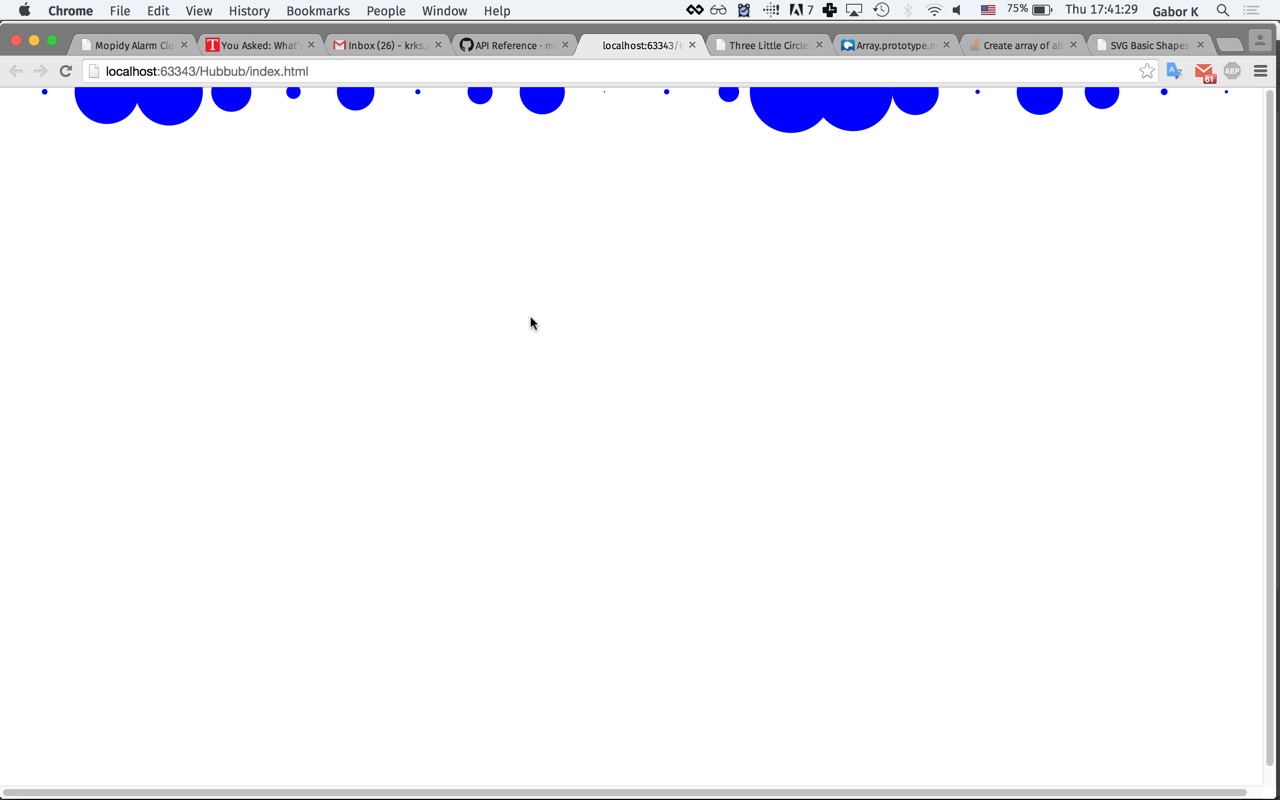 Chrome File Edit View History Bookmarks People Window Help 7 75% Thu 17:41:29 Gabor K
Mopidy Alarm Clo You Asked: What' Inbox (26) - krks. API Reference · localhost:63343/ Three Little Circle Array.prototype. Create array of all SVG Basic Shapes
localhost:63343/Hubbub/index.html 61 ABP